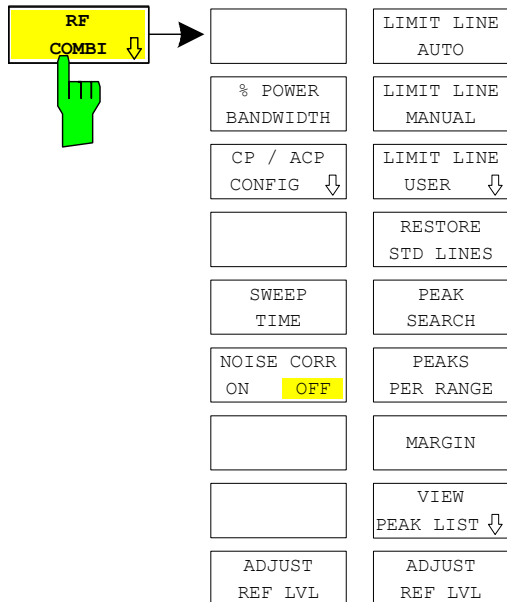 RF
COMBI
% POWER
BANDWIDTH
CP / ACP
CONFIG
SWEEP
TIME
NOISE CORR
ON OFF
ADJUST
REF LVL
LIMIT LINE
AUTO
LIMIT LINE
MANUAL
LIMIT LINE
USER
RESTORE
STD LINES
PEAK
SEARCH
PEAKS
PER RANGE
MARGIN
VIEW
PEAK LIST
ADJUST
REF LVL